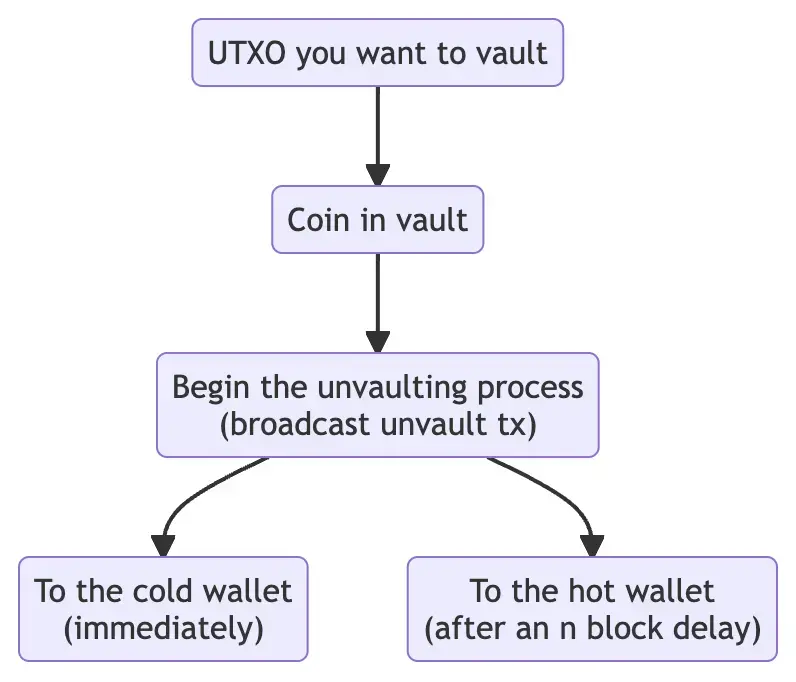 UTXO you want to vault
Coin in vault
Begin the unvaulting process
(broadcast unvault tx)
To the cold wallet
(immediately)
To the hot wallet
(after an n block delay)